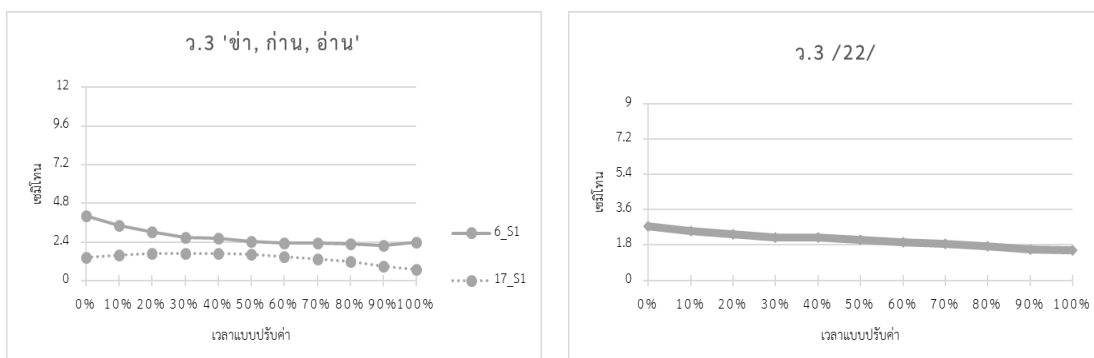 ว.3 'ข่า, ก่าน, อ่าน'
12
9.6
7.2
4.8
2.4
0
เซมิโทน
0% 10% 20% 30% 40% 50% 60% 70% 80% 90% 100%
เวลาแบบปรับค่า
6_S1
17_S1
ว.3 /22/
9
7.2
5.4
3.6
1.8
0
เซมิโทน
0% 10% 20% 30% 40% 50% 60% 70% 80% 90% 100%
เวลาแบบปรับค่า